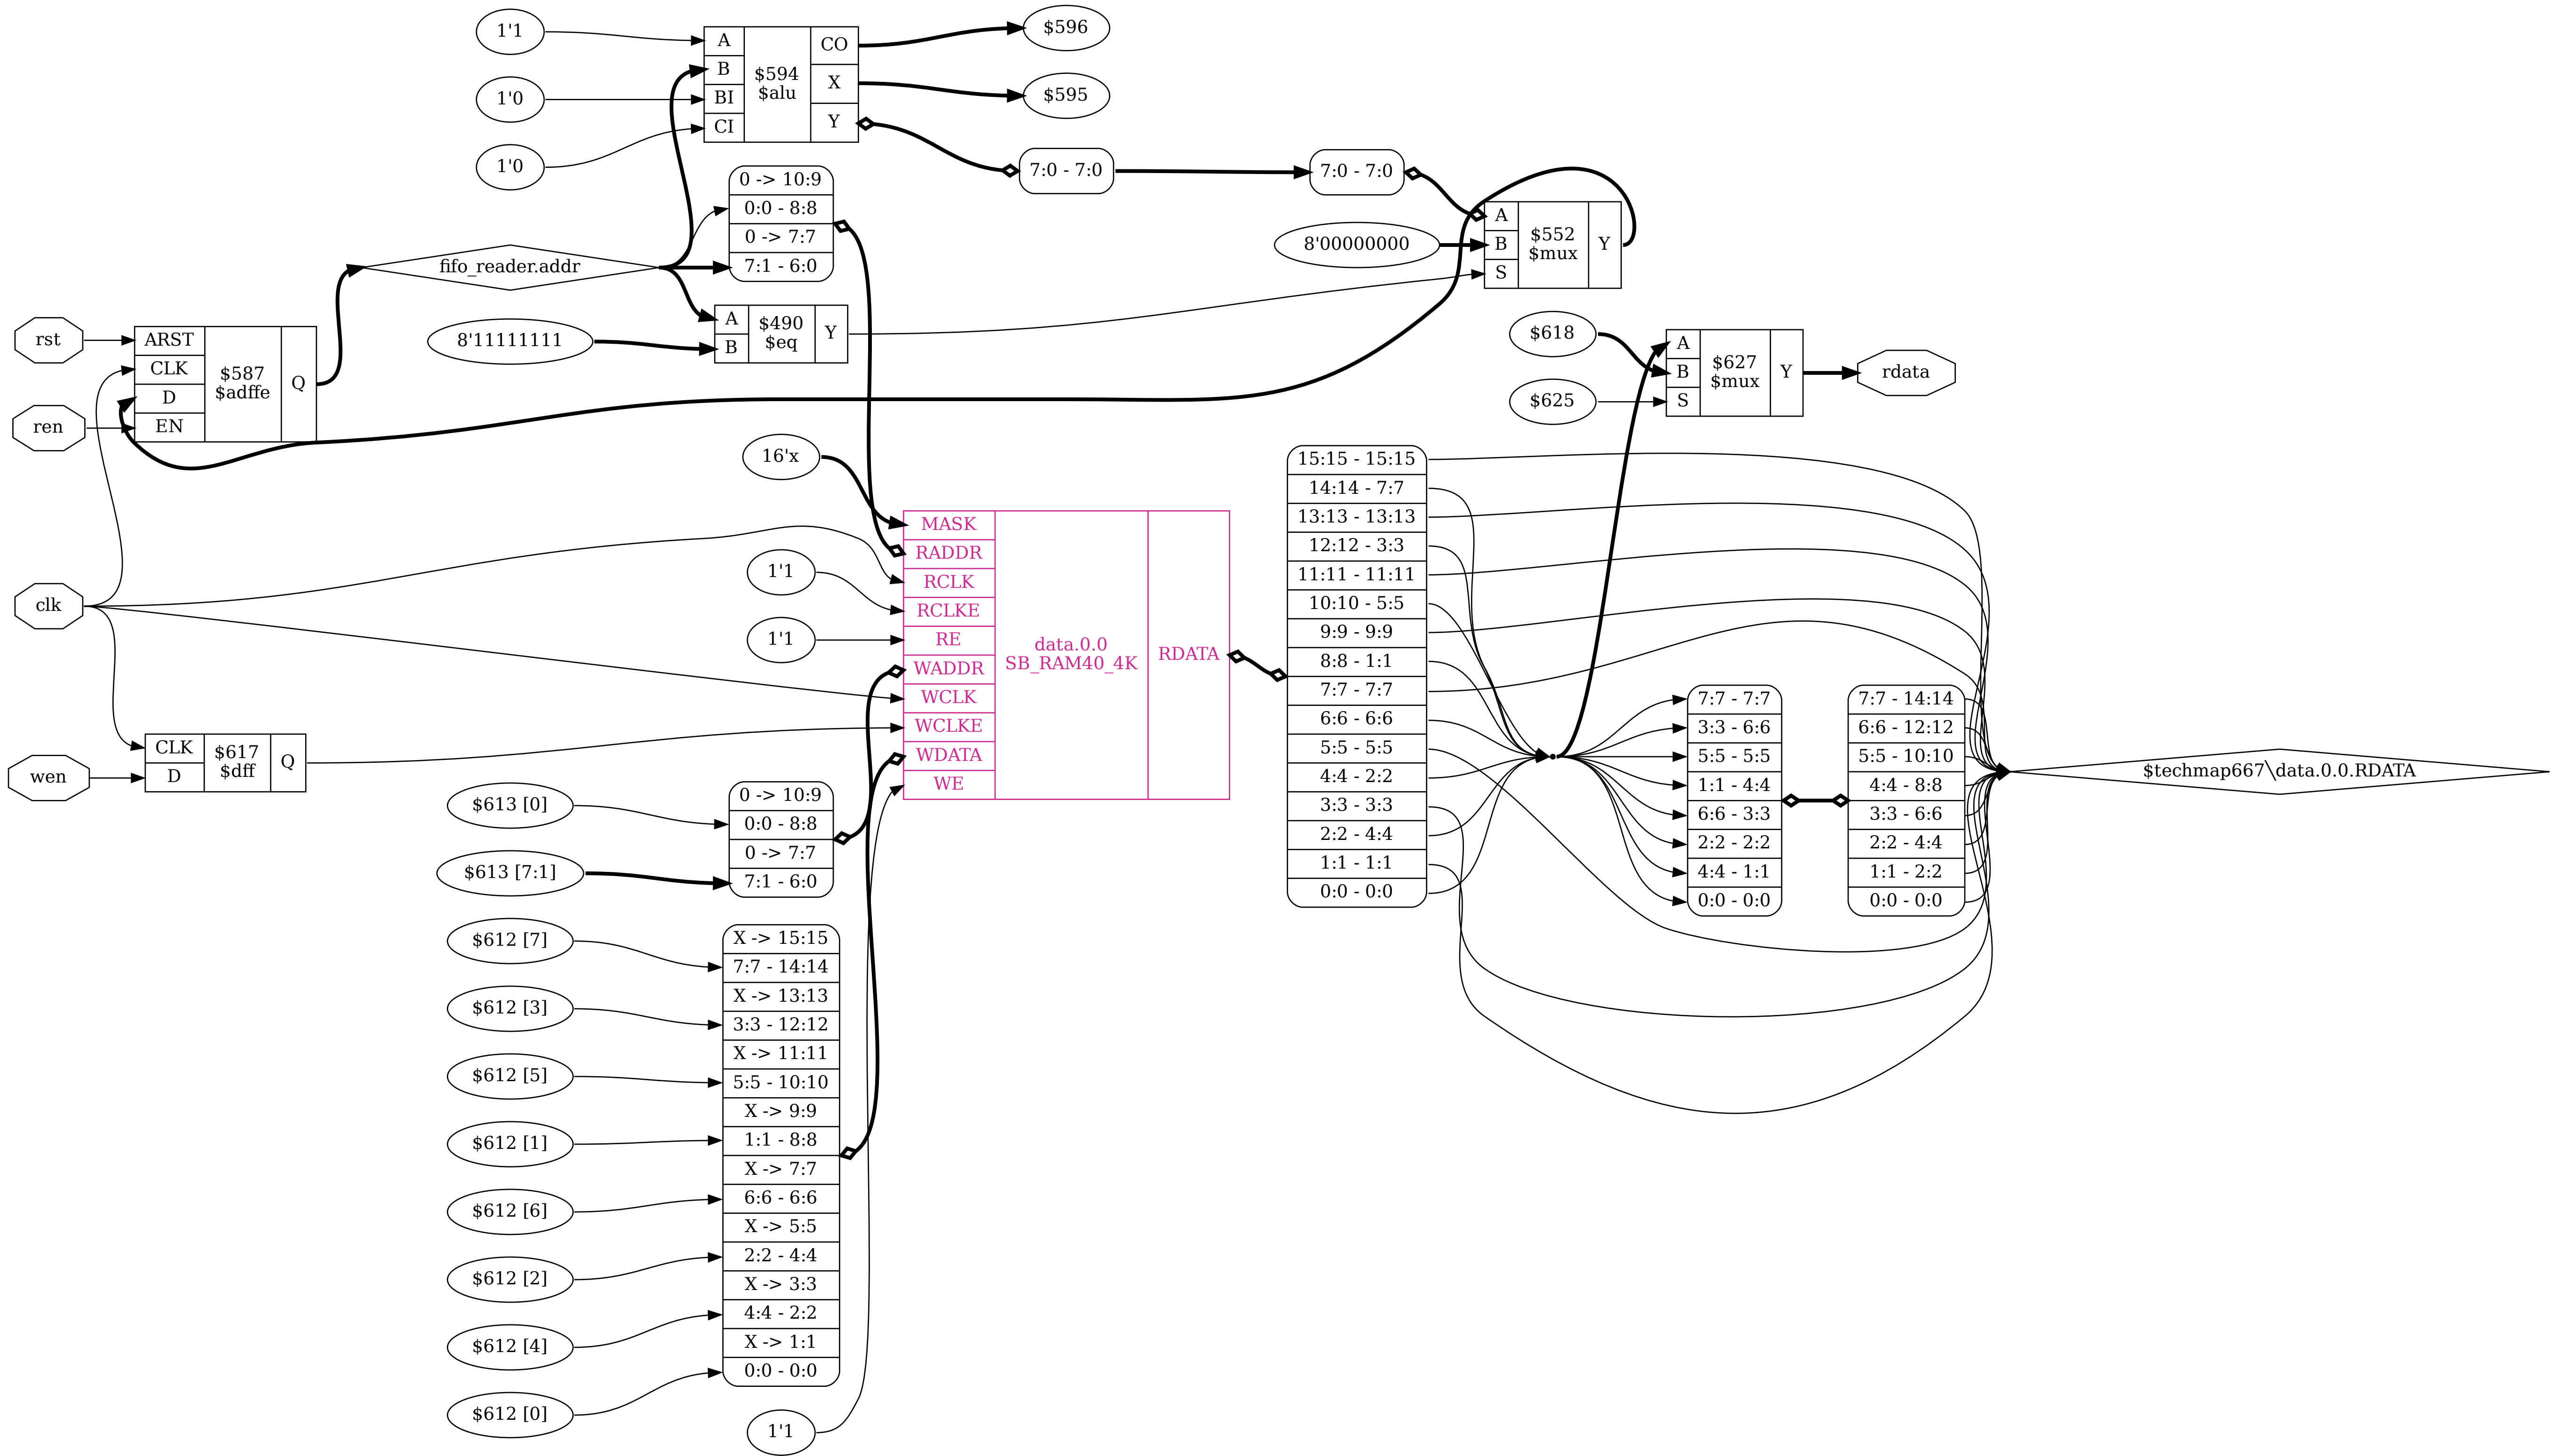 1'1
1'0
1'0
A
B
BI
CI
$594
$alu
CO
X
Y
$596
$595
7:0 - 7:0
7:0 - 7:0
0 -> 10:9
0:0 - 8:8
0 -> 7:7
7:1 - 6:0
fifo_reader.addr
8'00000000
A
B
S
$552
$mux
Y
8'11111111
A
B
$490
$eq
Y
rst
ren
ARST
CLK
D
EN
$587
$adffe
Q
$618
$625
A
B
S
$627
$mux
Y
rdata
16'x
1'1
1'1
clk
wen
CLK
D
$617
$dff
Q
MASK
RADDR
RCLK
RCLKE
RE
WADDR
WCLK
WCLKE
WDATA
WE
data.0.0
SB_RAM40_4K
RDATA
15:15 - 15:15
14:14 - 7:7
13:13 - 13:13
12:12 - 3:3
11:11 - 11:11
10:10 - 5:5
9:9 - 9:9
8:8 - 1:1
7:7 - 7:7
6:6 - 6:6
5:5 - 5:5
4:4 - 2:2
3:3 - 3:3
2:2 - 4:4
1:1 - 1:1
0:0 - 0:0
7:7 - 7:7
3:3 - 6:6
5:5 - 5:5
1:1 - 4:4
6:6 - 3:3
2:2 - 2:2
4:4 - 1:1
0:0 - 0:0
7:7 - 14:14
6:6 - 12:12
5:5 - 10:10
4:4 - 8:8
3:3 - 6:6
2:2 - 4:4
1:1 - 2:2
0:0 - 0:0
$techmap667\data.0.0.RDATA
$613 [0]
$613 [7:1]
0 -> 10:9
0:0 - 8:8
0 -> 7:7
7:1 - 6:0
$612 [7]
$612 [3]
$612 [5]
$612 [1]
$612 [6]
$612 [2]
$612 [4]
$612 [0]
X -> 15:15
7:7 - 14:14
X -> 13:13
3:3 - 12:12
X -> 11:11
5:5 - 10:10
X -> 9:9
1:1 - 8:8
X -> 7:7
6:6 - 6:6
X -> 5:5
2:2 - 4:4
X -> 3:3
4:4 - 2:2
X -> 1:1
0:0 - 0:0
1'1